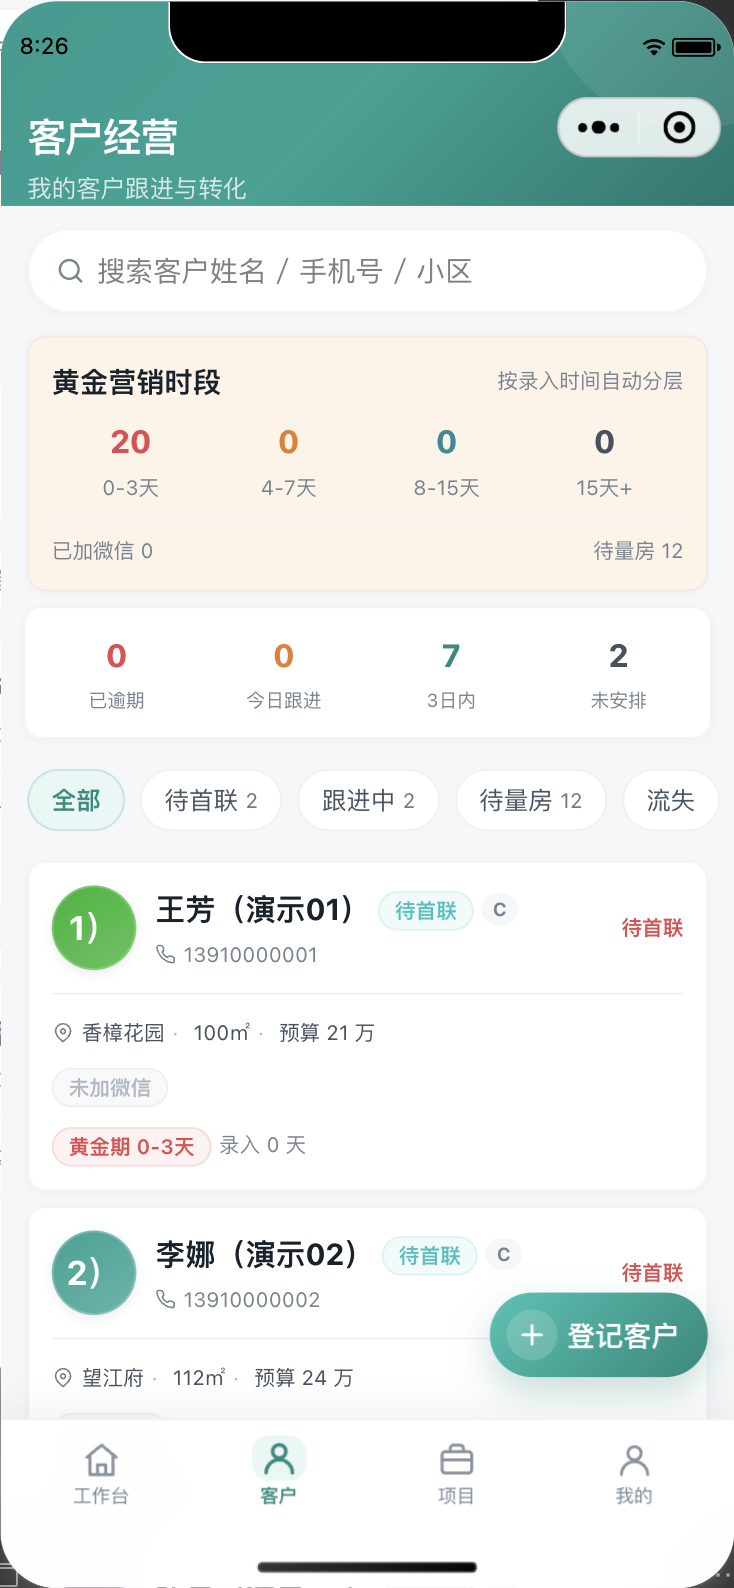 8:26
客户经营
我的客户跟进与转化
搜索客户姓名 / 手机号 / 小区
黄金营销时段
按录入时间自动分层
20 0 0 0
0-3天 4-7天 8-15天 15天+
已加微信 0
待量房 12
0 0 7 2
已逾期 今日跟进 3日内 未安排
全部 待首联 2 跟进中 2 待量房 12 流失
1)
王芳（演示01） 待首联 C
待首联
13910000001
香樟花园 · 100㎡ · 预算 21 万
未加微信
黄金期 0-3天 录入 0 天
2)
李娜（演示02） 待首联 C
待首联
13910000002
登记客户
望江府 · 112㎡ · 预算 24 万
工作台 客户 项目 我的